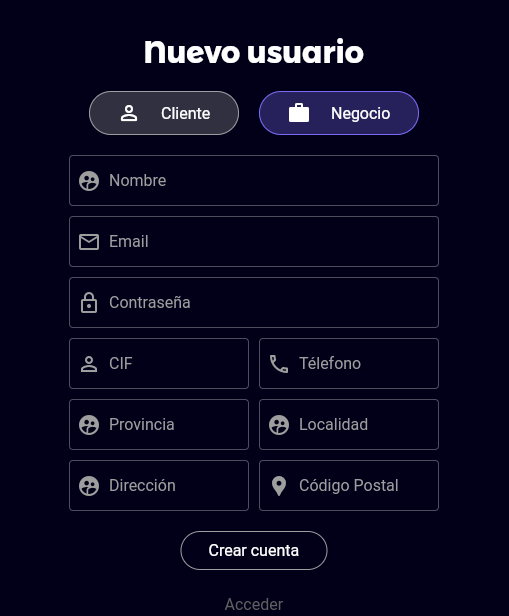 Nuevo usuario
Cliente
Negocio
Nombre
Email
Contraseña
CIF
Télefono
Provincia
Localidad
Dirección
Código Postal
Crear cuenta
Acceder